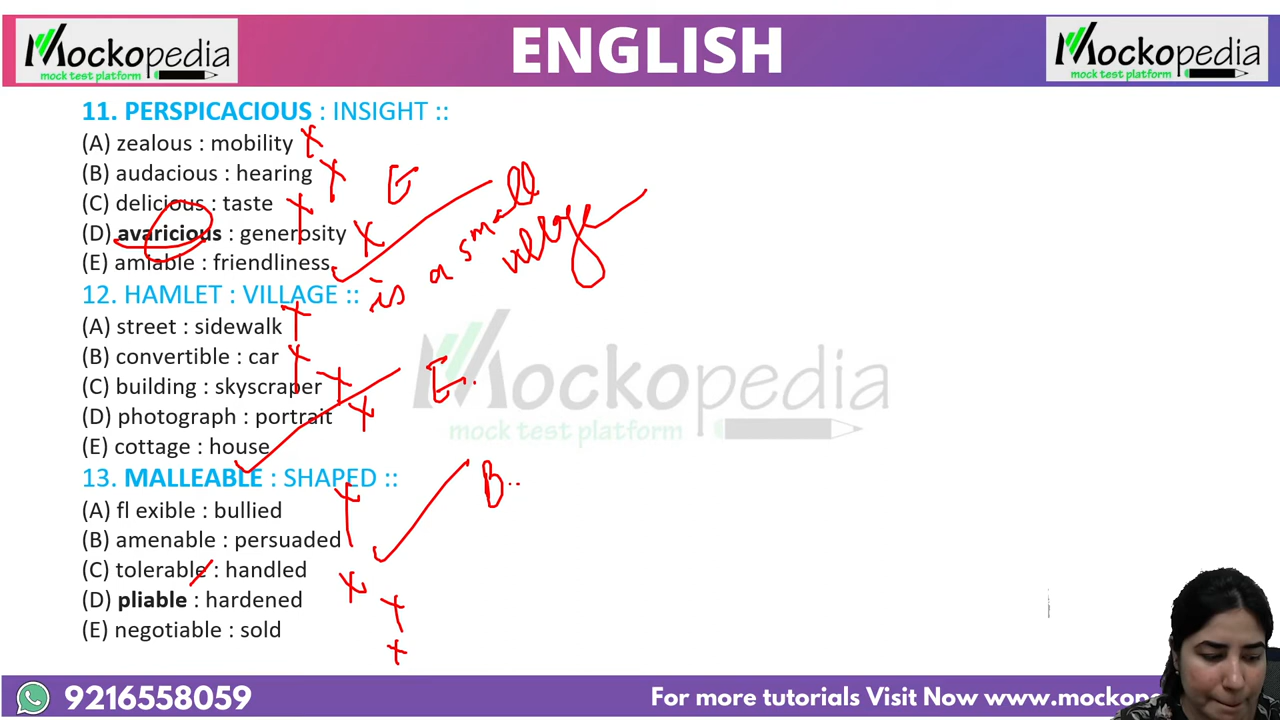 Mockopedia
mock test platform
ENGLISH
Mockopedia
mock test platform
11. PERSPICACIOUS : INSIGHT ::
(A) zealous : mobility
(B) audacious : hearing
(C) delicious : taste
(D) avaricious : generosity
(E) amiable : friendliness
E
is a small
village
12. HAMLET : VILLAGE ::
(A) street : sidewalk
(B) convertible : car
(C) building : skyscraper
(D) photograph : portrait
(E) cottage : house
E.
Mockopedia
mock test platform
13. MALLEABLE : SHAPED ::
(A) fl exible : bullied
(B) amenable : persuaded
(C) tolerable : handled
(D) pliable : hardened
(E) negotiable : sold
B..
9216558059
For more tutorials Visit Now www.mockop